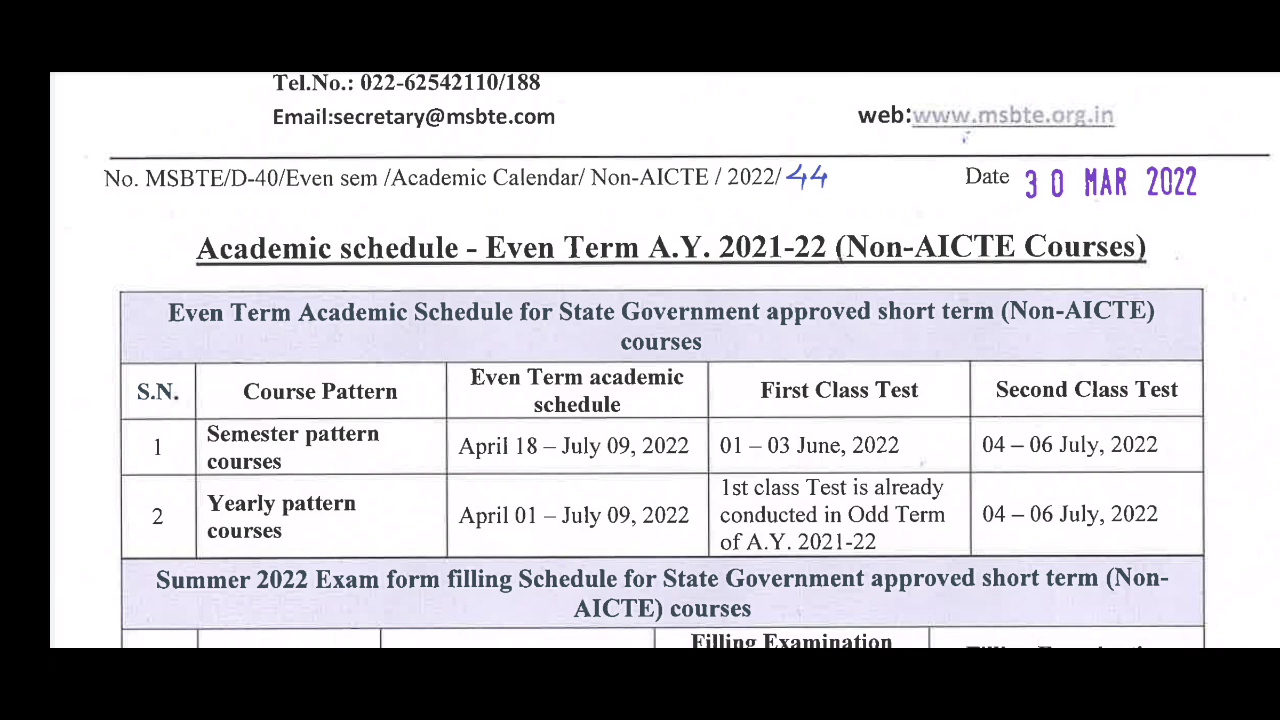 Tel.No.: 022-62542110/188
Email:secretary@msbte.com
web:www.msbte.org.in
No. MSBTE/D-40/Even sem /Academic Calendar/ Non-AICTE / 2022/44
Date 30 MAR 2022
Academic schedule - Even Term A.Y. 2021-22 (Non-AICTE Courses)
Even Term Academic Schedule for State Government approved short term (Non-AICTE)
courses
S.N.
Course Pattern
Even Term academic
schedule
First Class Test
Second Class Test
1
Semester pattern
courses
April 18 – July 09, 2022
01 – 03 June, 2022
04 – 06 July, 2022
2
Yearly pattern
courses
April 01 – July 09, 2022
1st class Test is already
conducted in Odd Term
of A.Y. 2021-22
04 – 06 July, 2022
Summer 2022 Exam form filling Schedule for State Government approved short term (Non-
AICTE) courses
Filling Examination